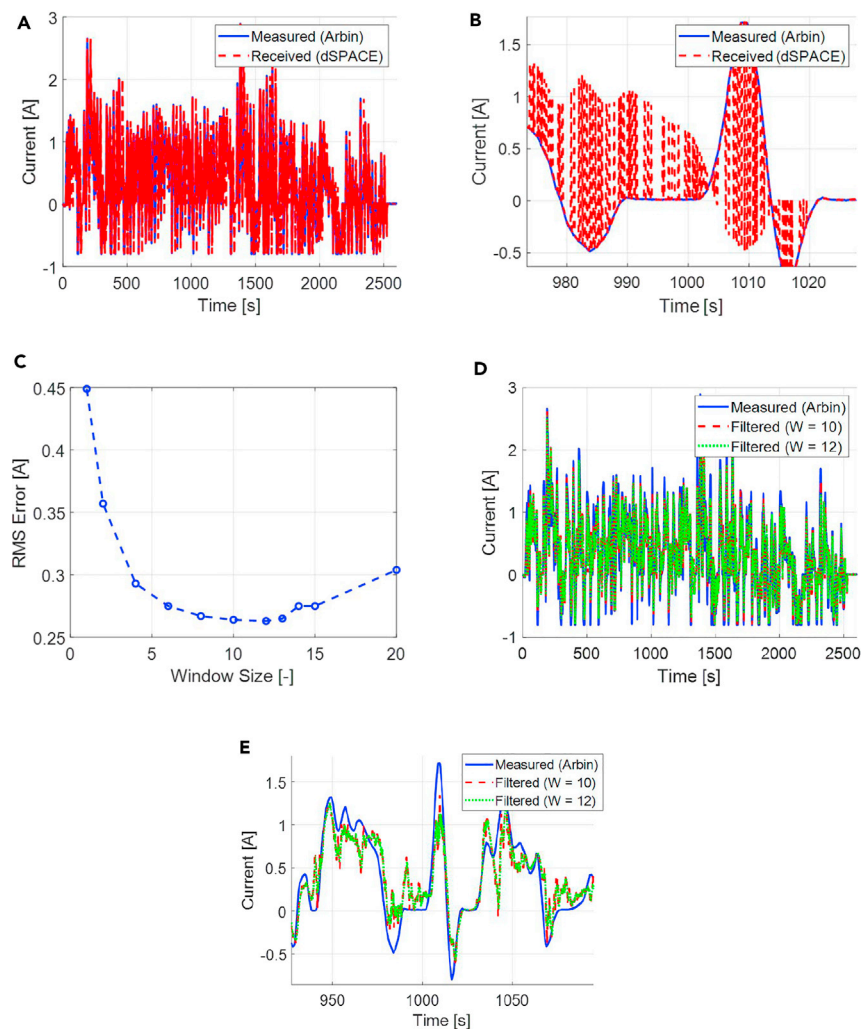 A
Measured (Arbin)
Received (dSPACE)
3
2
1
0
-1
Current [A]
0
500
1000
1500
2000
2500
Time [s]
B
Measured (Arbin)
Received (dSPACE)
1.5
1
0.5
0
-0.5
Current [A]
980
990
1000
1010
1020
Time [s]
C
0.45
0.4
0.35
0.3
0.25
RMS Error [A]
0
5
10
15
20
Window Size [-]
D
Measured (Arbin)
Filtered (W = 10)
Filtered (W = 12)
3
2
1
0
-1
Current [A]
0
500
1000
1500
2000
2500
Time [s]
E
Measured (Arbin)
Filtered (W = 10)
Filtered (W = 12)
1.5
1
0.5
0
-0.5
Current [A]
950
1000
1050
Time [s]